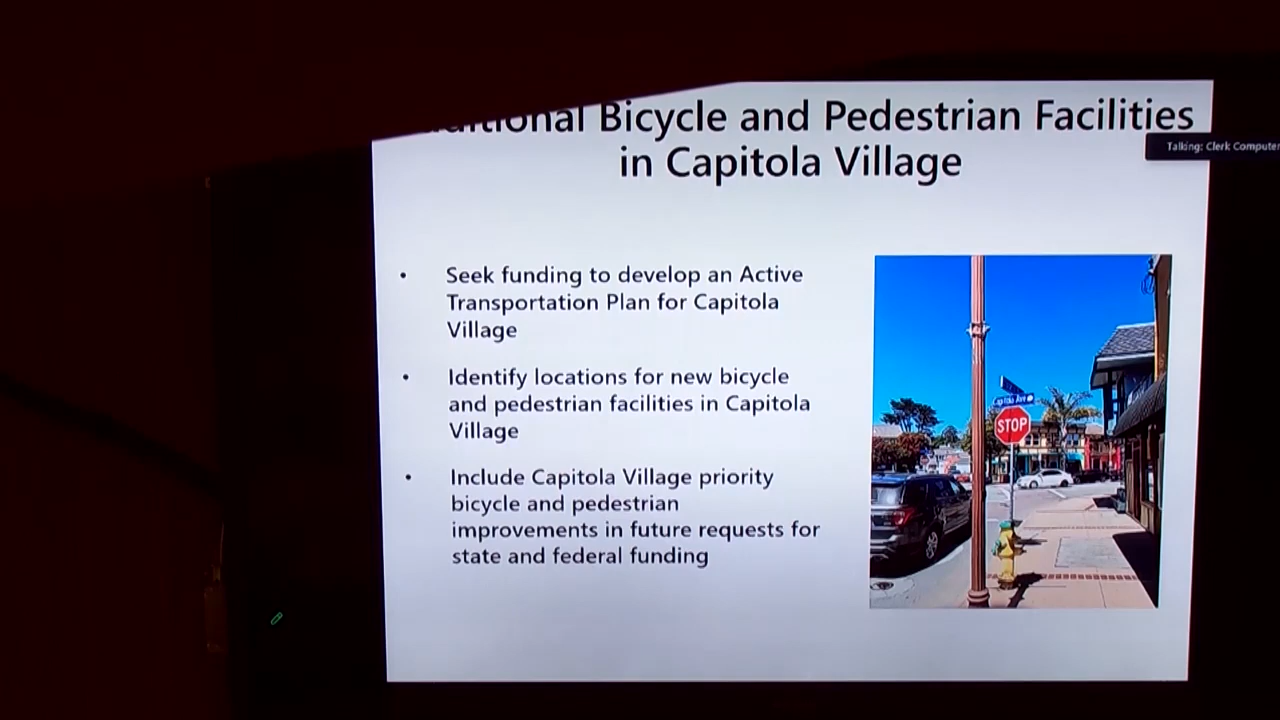 Bicycle and Pedestrian Facilities
in Capitola Village
Talking: Clerk Computer
• Seek funding to develop an Active
Transportation Plan for Capitola
Village
• Identify locations for new bicycle
and pedestrian facilities in Capitola
Village
• Include Capitola Village priority
bicycle and pedestrian
improvements in future requests for
state and federal funding
Capitola Ave
STOP